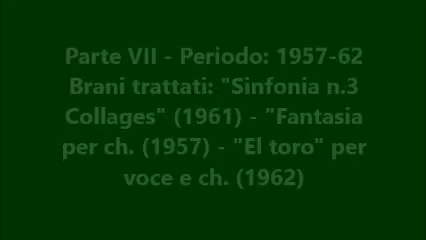 Parte VII - Periodo: 1957-62
Brani trattati: "Sinfonia n.3
Collages" (1961) - "Fantasia
per ch. (1957) - "El toro" per
voce e ch. (1962)